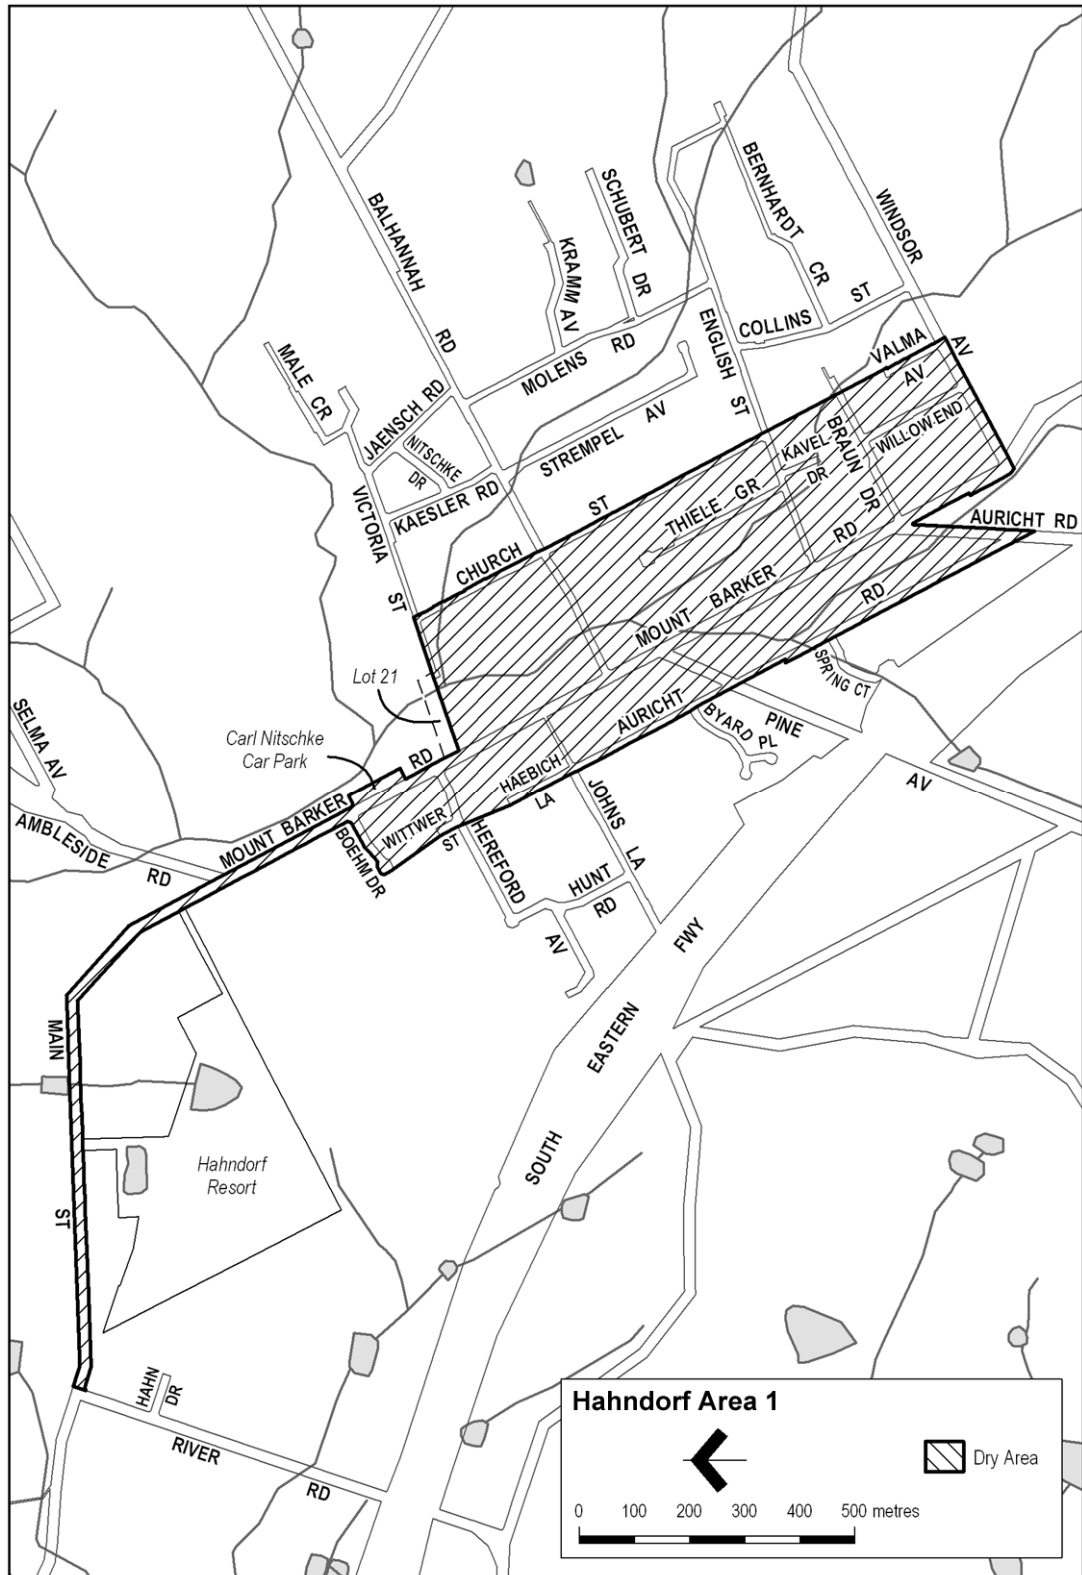 BALHANNAH
RD
SCHUBERT
DR
KRAMM AV
BERNHARDT
CR
WINDSOR
AV
COLLINS
ST
ENGLISH
ST
MOLENS
RD
MALE
CR
JAENSCH RD
NITSCHKE
DR
KAESLER RD
VICTORIA
ST
STREMPEL
AV
VALMA
AV
WILLOW END
KAVEL
DR
BRAUN DR
THIELE GR
CHURCH
ST
MOUNT BARKER
RD
AURICHT RD
AURICHT
RD
SPRING CT
BYARD
PL
PINE
AV
Lot 21
Carl Nitschke
Car Park
SELMA AV
AMBLESIDE
RD
MOUNT BARKER
RD
BOEHM DR
WITTWER
ST
HAEBICH
LA
HEREFORD
AV
JOHNS
LA
HUNT
RD
SOUTH
EASTERN
FWY
MAIN
ST
Hahndorf
Resort
HAHN
DR
RIVER
RD
Hahndorf Area 1
Dry Area
0 100 200 300 400 500 metres